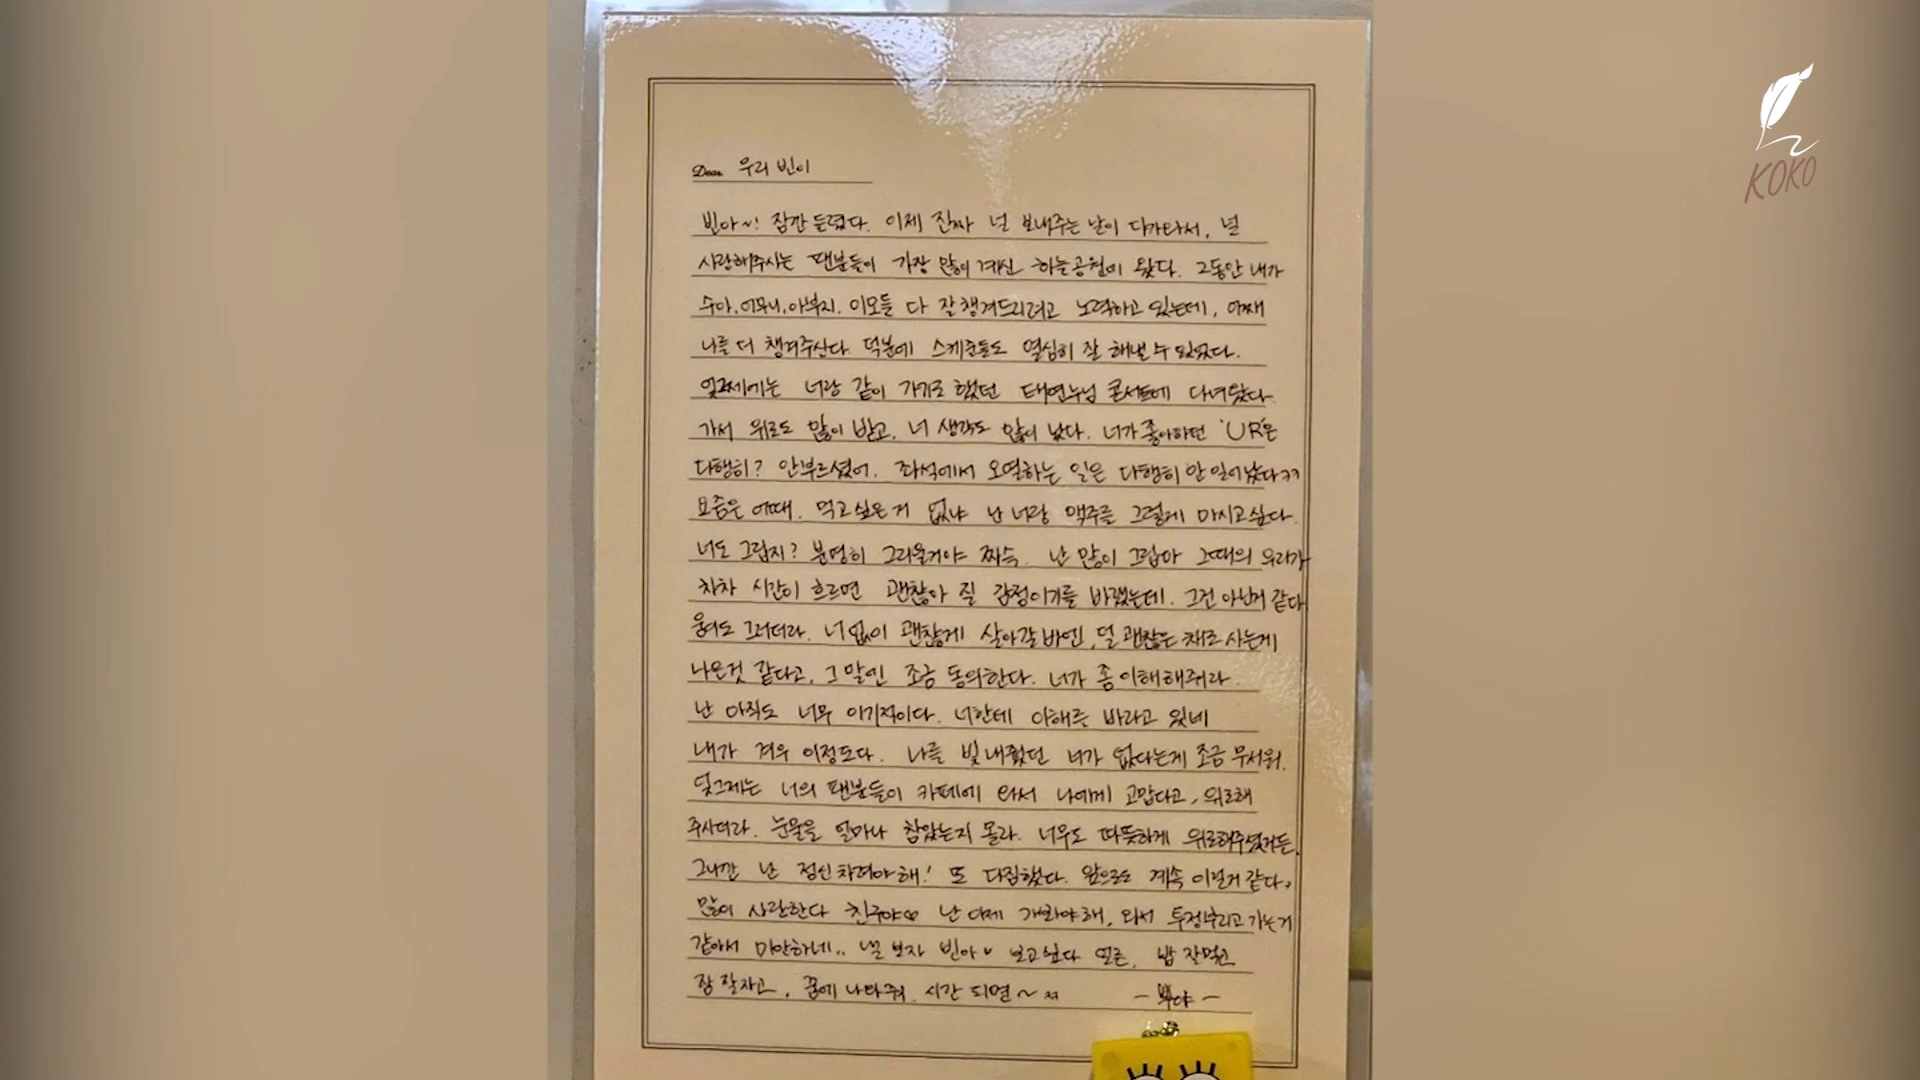 KOKO
Dear. 우리 빈이
빈아~! 잠깐 들렸다. 이제 진짜 널 보내주는 날이 다가와서, 널
사랑해주시는 팬분들이 가장 많이 계신 하늘공원에 왔다. 그동안 내가
수아, 어머니, 아부지, 이모들 다 잘 챙겨드리려고 노력하고 있는데, 어째
나를 더 챙겨주신다. 덕분에 스케줄들도 열심히 잘 해낼 수 있었다.
엊그제에는 너랑 같이 가기로 했던 태연누님 콘서트에 다녀왔다.
가서 위로도 많이 받고, 너 생각도 많이 났다. 너가 좋아하던 'UR'은
다행히? 안부르셨어. 좌석에서 오열하는 일은 다행히 안 일어났다ㅋㅋ
요즘은 어때. 먹고싶은거 없냐 난 너랑 맥주를 그렇게 마시고싶다.
너도 그립지? 분명히 그리울거야 짜슥. 난 많이 그립다 그때의 우리가
차차 시간이 흐르면 괜찮아 질 감정이기를 바랬는데. 그건 아닌거 같다
웅이도 그러더라. 너 없이 괜찮게 살아갈 바엔, 덜 괜찮은 채로 사는게
나은것 같다고, 그 말엔 조금 동의한다. 너가 좀 이해해줘라.
난 아직도 너무 이기적이다. 너한테 이해를 바라고 있네
내가 겨우 이정도다. 나를 빛내줬던 너가 없다는게 조금 무서워.
엊그제는 너의 팬분들이 카페에 와서 나에게 고맙다고, 위로해
주시더라. 눈물을 얼마나 참았는지 몰라. 너무도 따뜻하게 위로해주셨거든.
그니깐 난 정신차려야해! 또 다짐했다. 앞으로도 계속 이럴거 같다.
많이 사랑한다 친구야 난 이제 가봐야해, 와서 투정부리고 가는거
같아서 미안하네.. 낼 보자 빈아♥ 보고싶다 얼른. 밥 잘먹고
잠 잘자고, 꿈에 나타나줘. 시간 되면~ ㅉ